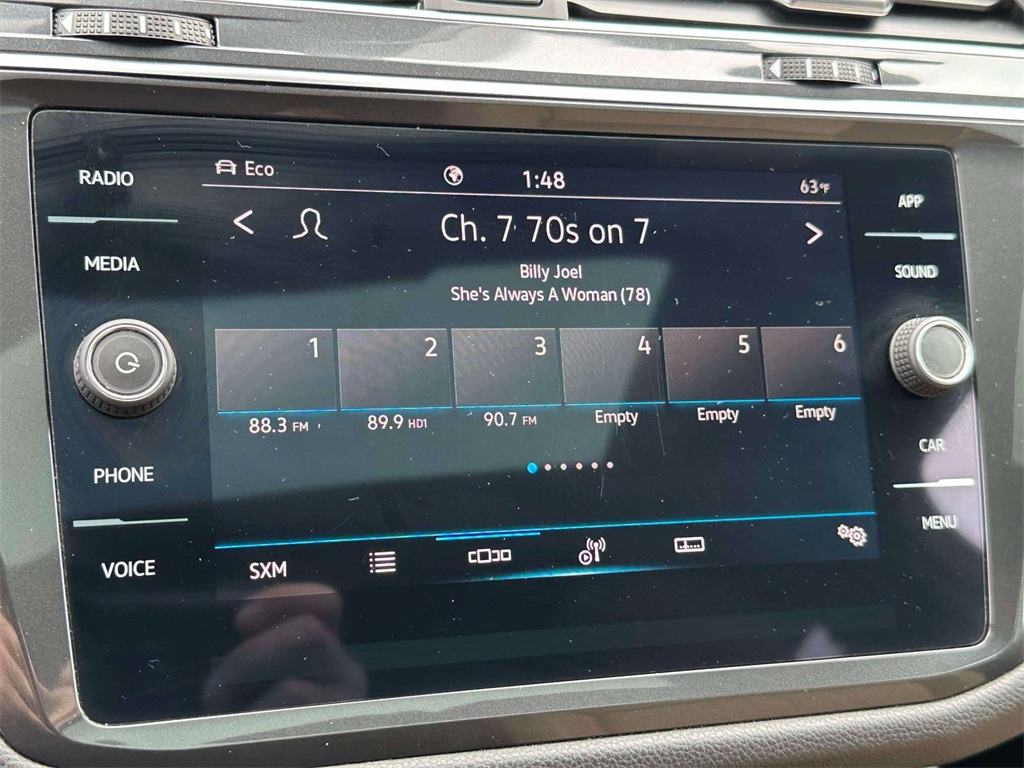 RADIO
MEDIA
PHONE
VOICE
Eco
1:48
63°F
Ch. 7 70s on 7
Billy Joel
She's Always A Woman (78)
1 2 3 4 5 6
88.3 FM 89.9 HD1 90.7 FM Empty Empty Empty
SXM
APP
SOUND
CAR
MENU